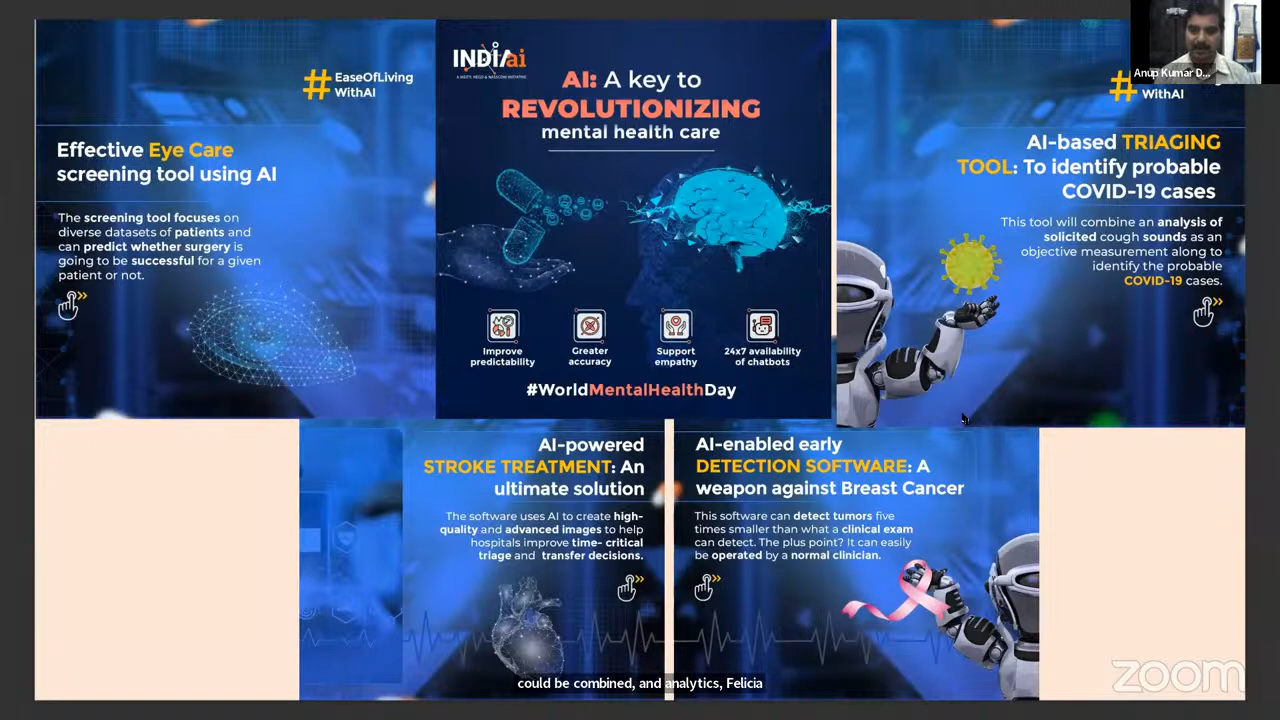 #
EaseOfLiving
WithAI
Effective Eye Care
screening tool using AI
The screening tool focuses on
diverse datasets of patients and
can predict whether surgery is
going to be successful for a given
patient or not.
INDIAai
A MEITY, NEGD & NASSCOM INITIATIVE
AI: A key to
REVOLUTIONIZING
mental health care
Improve
predictability
Greater
accuracy
Support
empathy
24x7 availability
of chatbots
#WorldMentalHealthDay
Anup Kumar D...
#
WithAI
AI-based TRIAGING
TOOL: To identify probable
COVID-19 cases
This tool will combine an analysis of
solicited cough sounds as an
objective measurement along to
identify the probable
COVID-19 cases.
AI-powered
STROKE TREATMENT: An
ultimate solution
The software uses AI to create high-
quality and advanced images to help
hospitals improve time- critical
triage and transfer decisions.
AI-enabled early
DETECTION SOFTWARE: A
weapon against Breast Cancer
This software can detect tumors five
times smaller than what a clinical exam
can detect. The plus point? It can easily
be operated by a normal clinician.
could be combined, and analytics, Felicia
zoom